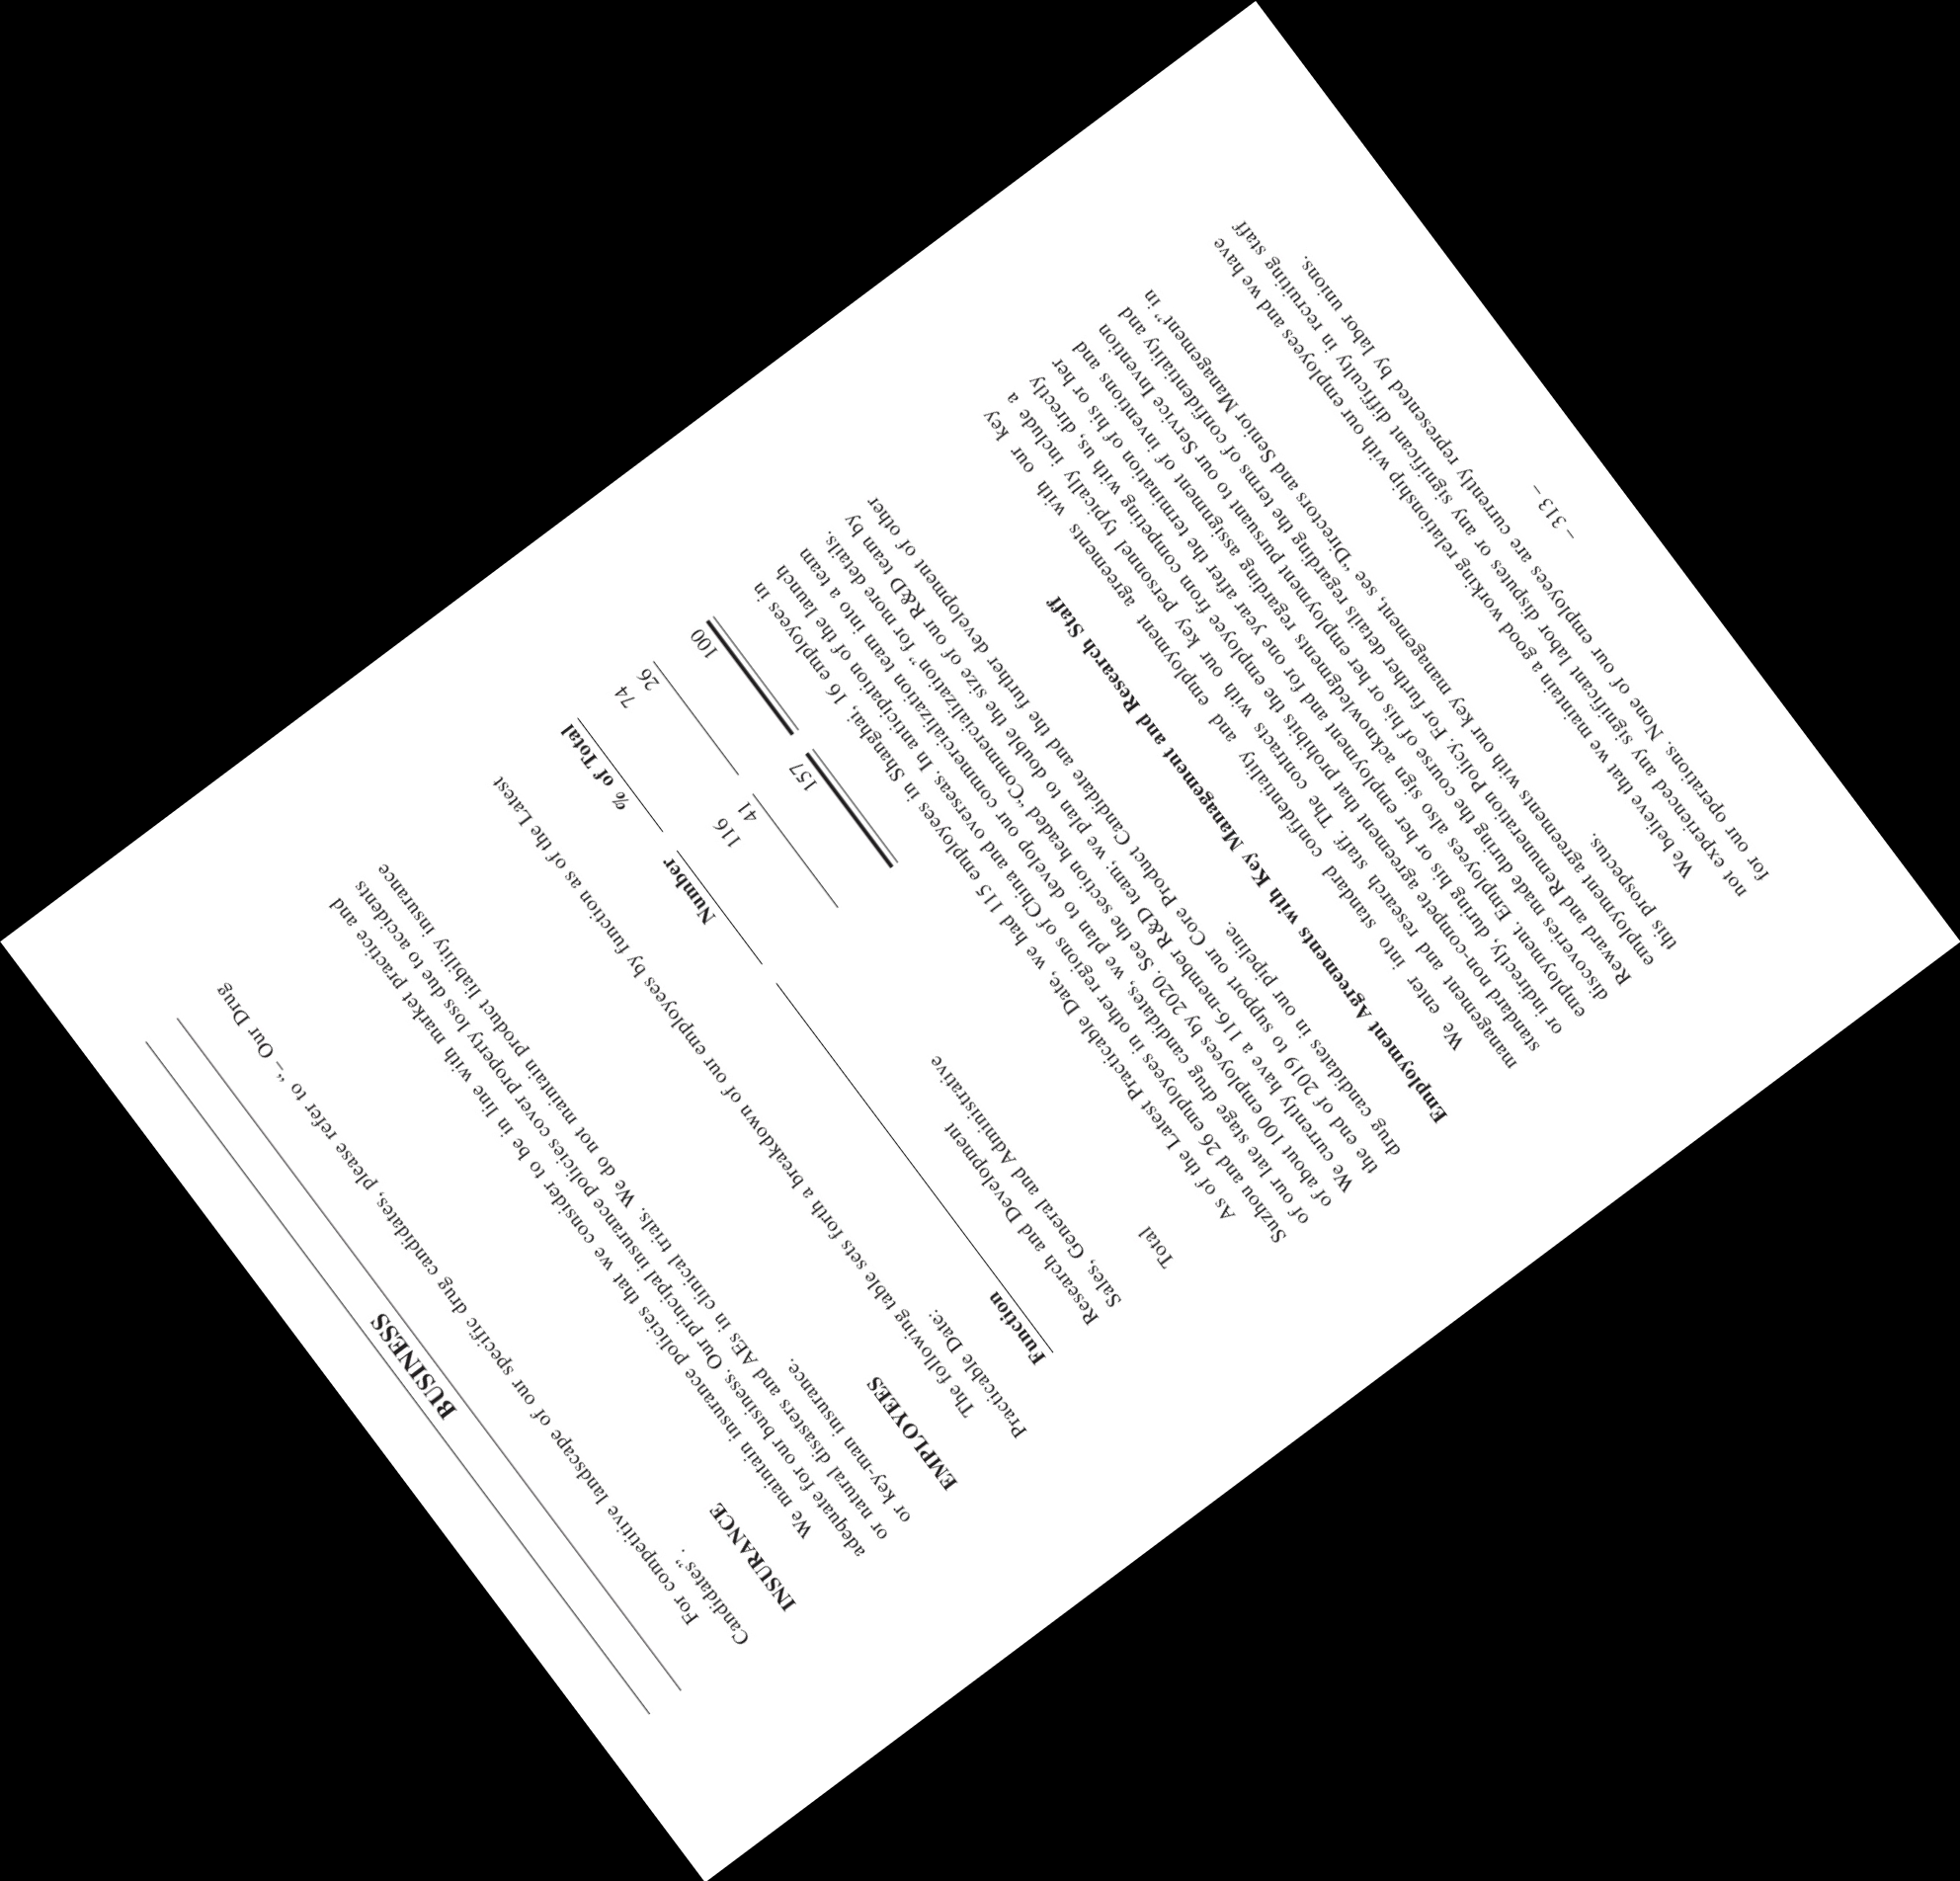 BUSINESS
For competitive landscape of our specific drug candidates, please refer to “ – Our Drug
Candidates”.
INSURANCE
We maintain insurance policies that we consider to be in line with market practice and
adequate for our business. Our principal insurance policies cover property loss due to accidents
or natural disasters and AEs in clinical trials. We do not maintain product liability insurance
or key-man insurance.
EMPLOYEES
The following table sets forth a breakdown of our employees by function as of the Latest
Practicable Date:
Function Number % of Total
Research and Development 116 74
Sales, General and Administrative 41 26
Total 157 100
As of the Latest Practicable Date, we had 115 employees in Shanghai, 16 employees in
Suzhou and 26 employees in other regions of China and overseas. In anticipation of the launch
of our late stage drug candidates, we plan to develop our commercialization team into a team
of about 100 employees by 2020. See the section headed “Commercialization” for more details.
We currently have a 116-member R&D team; we plan to double the size of our R&D team by
the end of 2019 to support our Core Product Candidate and the further development of other
drug candidates in our pipeline.
Employment Agreements with Key Management and Research Staff
We enter into standard confidentiality and employment agreements with our key
management and research staff. The contracts with our key personnel typically include a
standard non-compete agreement that prohibits the employee from competing with us, directly
or indirectly, during his or her employment and for one year after the termination of his or her
employment. Employees also sign acknowledgments regarding assignment of inventions and
discoveries made during the course of his or her employment pursuant to our Service Invention
Reward and Remuneration Policy. For further details regarding the terms of confidentiality and
employment agreements with our key management, see “Directors and Senior Management” in
this prospectus.
We believe that we maintain a good working relationship with our employees and we have
not experienced any significant labor disputes or any significant difficulty in recruiting staff
for our operations. None of our employees are currently represented by labor unions.
– 313 –